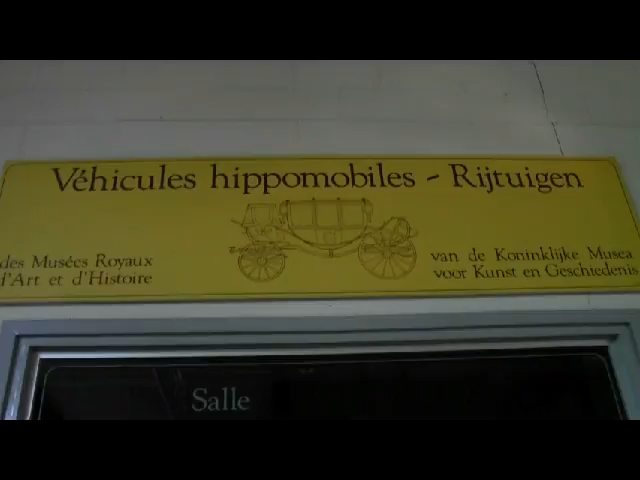 Véhicules hippomobiles - Rijtuigen
des Musées Royaux
d'Art et d'Histoire
van de Koninklijke Musea
voor Kunst en Geschiedenis
Salle